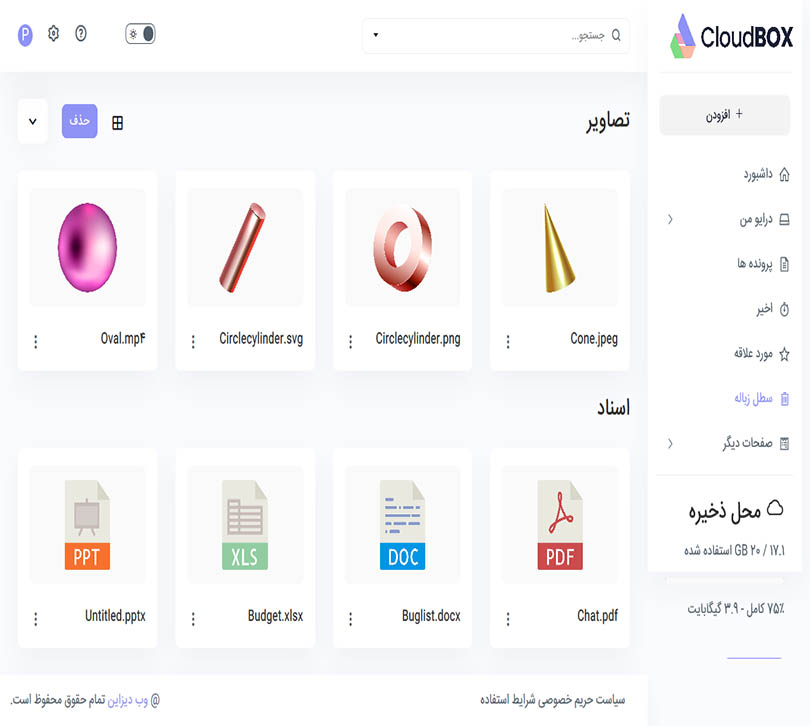 CloudBOX
جستجو...
P
+ افزودن
داشبورد
درایو من
پرونده ها
اخیر
مورد علاقه
سطل زباله
صفحات دیگر
محل ذخیره
۱۷.۱ / ۲۰ GB استفاده شده
۷۵٪ کامل - ۳.۹ گیگابایت
تصاویر
حذف
Cone.jpeg
Circlecylinder.png
Circlecylinder.svg
Oval.mp۴
اسناد
PDF
DOC
XLS
PPT
Chat.pdf
Buglist.docx
Budget.xlsx
Untitled.pptx
سیاست حریم خصوصی شرایط استفاده
@ وب دیزاین تمام حقوق محفوظ است.